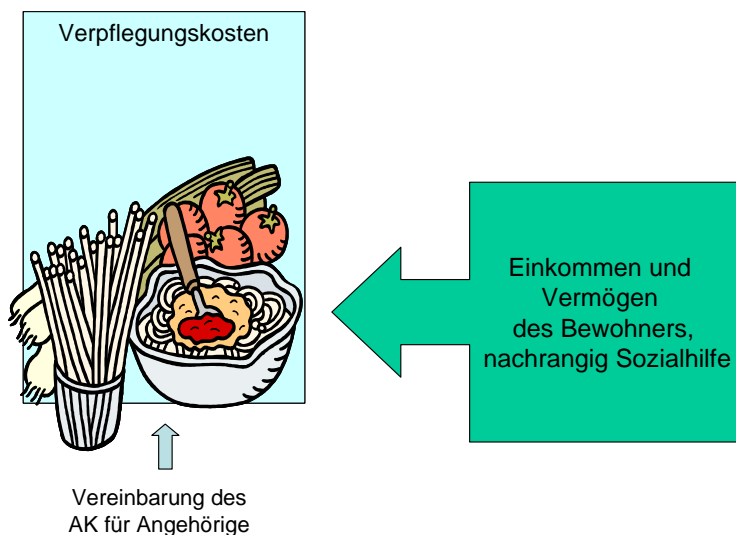 Verpflegungskosten
Einkommen und
Vermögen
des Bewohners,
nachrangig Sozialhilfe
Vereinbarung des
AK für Angehörige